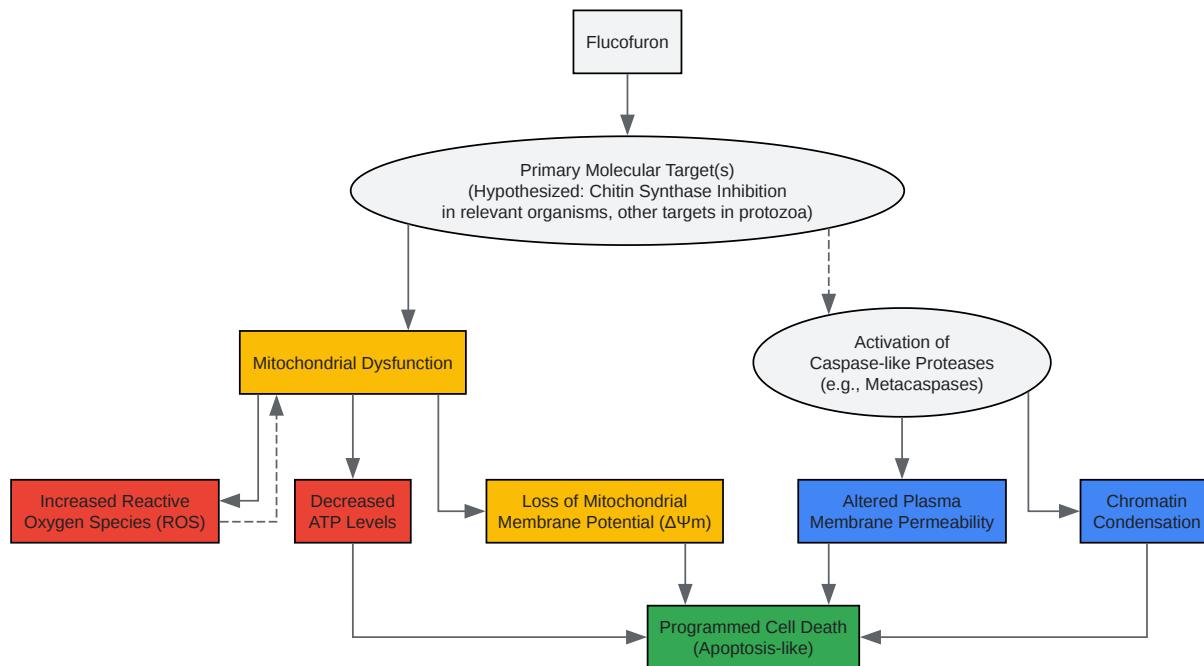 Flucofuron
Primary Molecular Target(s)
(Hypothesized: Chitin Synthase Inhibition
in relevant organisms, other targets in protozoa)
Mitochondrial Dysfunction
Activation of
Caspase-like Proteases
(e.g., Metacaspases)
Increased Reactive
Oxygen Species (ROS)
Decreased
ATP Levels
Loss of Mitochondrial
Membrane Potential (ΔΨm)
Altered Plasma
Membrane Permeability
Chromatin
Condensation
Programmed Cell Death
(Apoptosis-like)